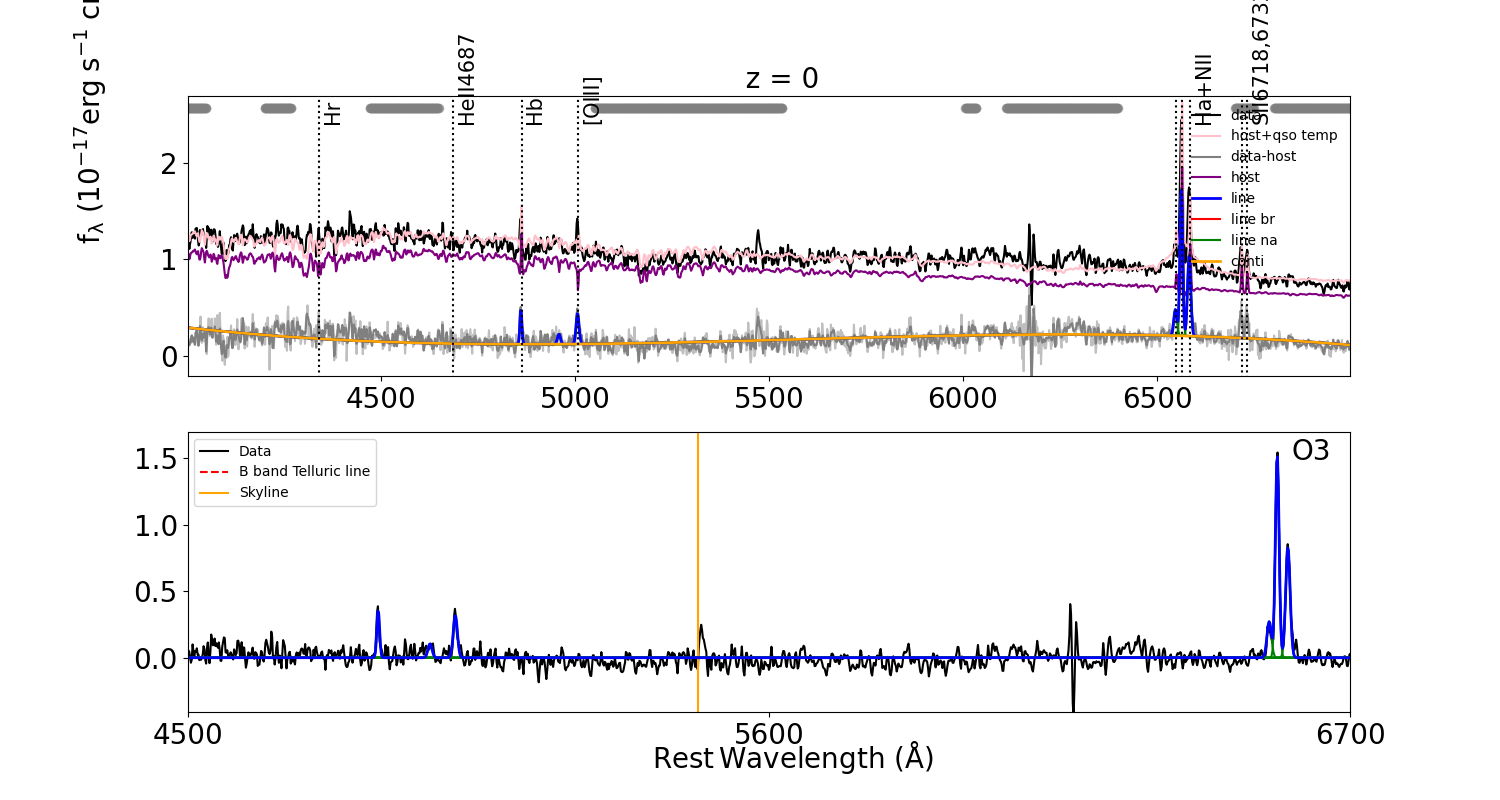 z = 0
f_λ (10⁻¹⁷erg s⁻¹ c
Hr
HeII4687
Hb
[OIII]
Ha+NII
SII6718,673
data
host+qso temp
data-host
host
line
line br
line na
conti
2
1
0
4500 5000 5500 6000 6500
O3
Data
B band Telluric line
Skyline
1.5
1.0
0.5
0.0
4500 5600 6700
Rest Wavelength (Å)